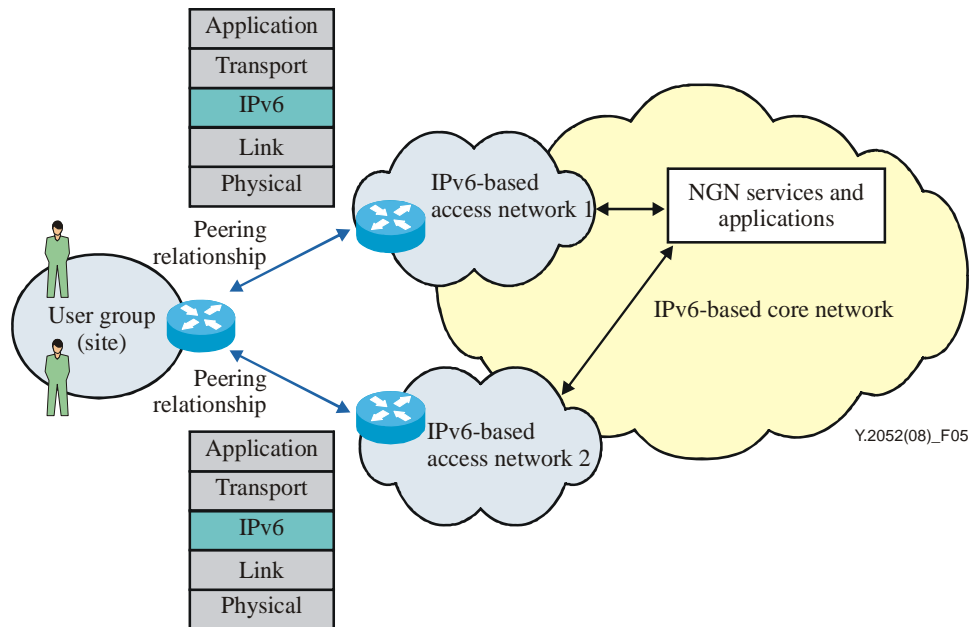 Application
Transport
IPv6
Link
Physical
IPv6-based
access network 1
NGN services and
applications
Peering
relationship
User group
(site)
IPv6-based core network
Peering
relationship
IPv6-based
access network 2
Y.2052(08)_F05
Application
Transport
IPv6
Link
Physical